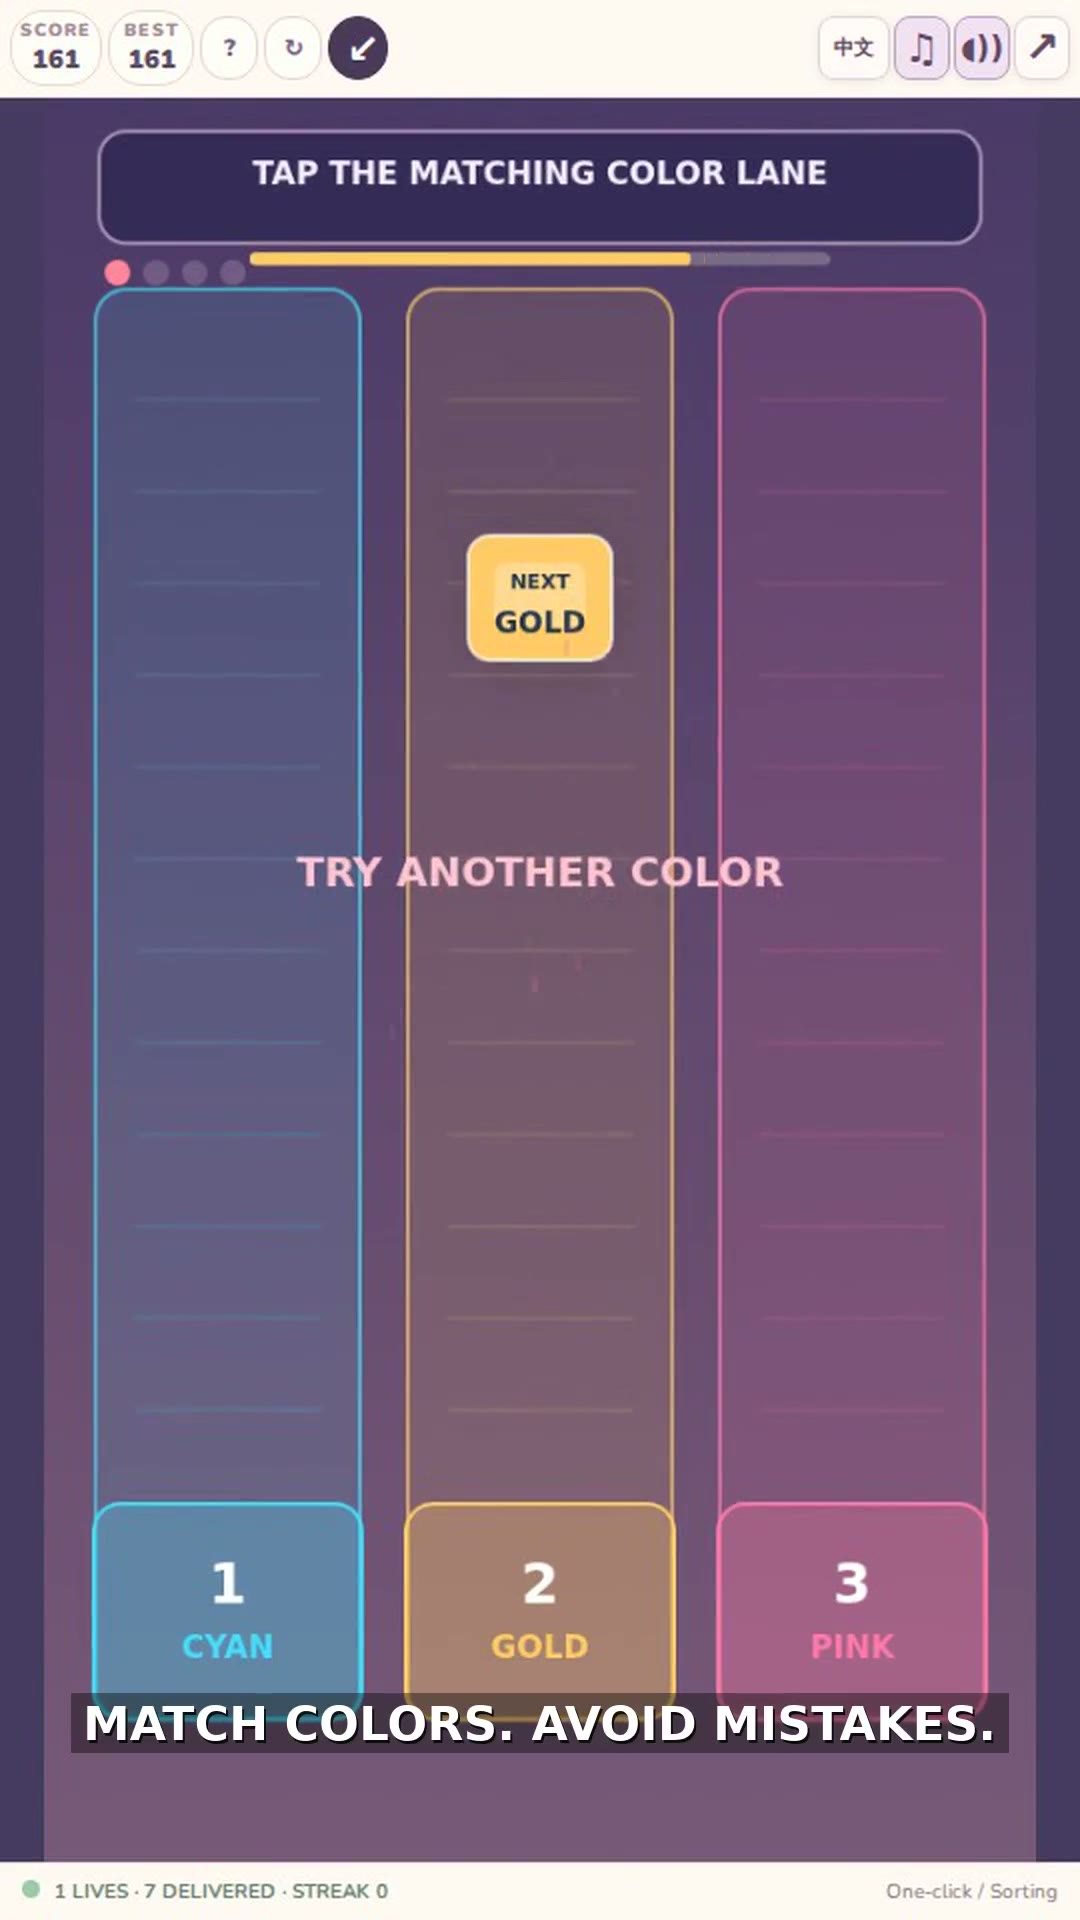 SCORE
161
BEST
161
?
↻
↙
中文
♫
↗
TAP THE MATCHING COLOR LANE
NEXT
GOLD
TRY ANOTHER COLOR
1
CYAN
2
GOLD
3
PINK
MATCH COLORS. AVOID MISTAKES.
1 LIVES · 7 DELIVERED · STREAK 0
One-click / Sorting